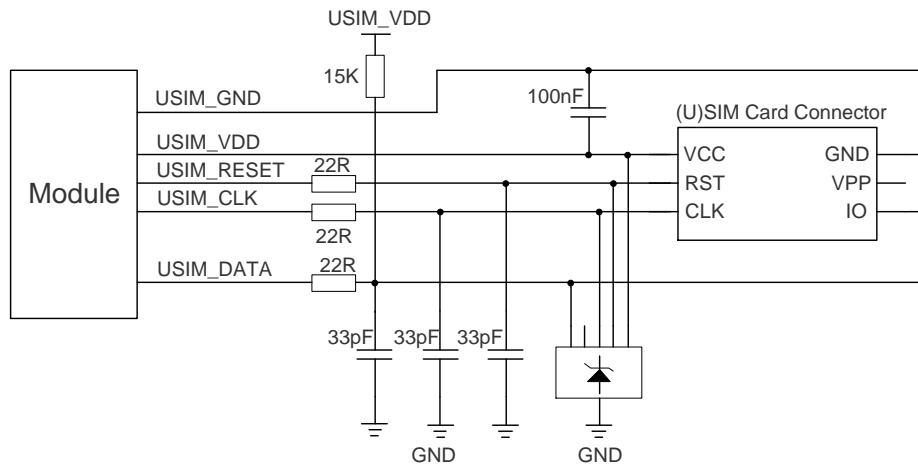 USIM_VDD
15K
USIM_GND
100nF
(U)SIM Card Connector
USIM_VDD
VCC
GND
USIM_RESET
22R
RST
VPP
Module
USIM_CLK
CLK
IO
22R
USIM_DATA
22R
33pF
33pF
33pF
GND
GND